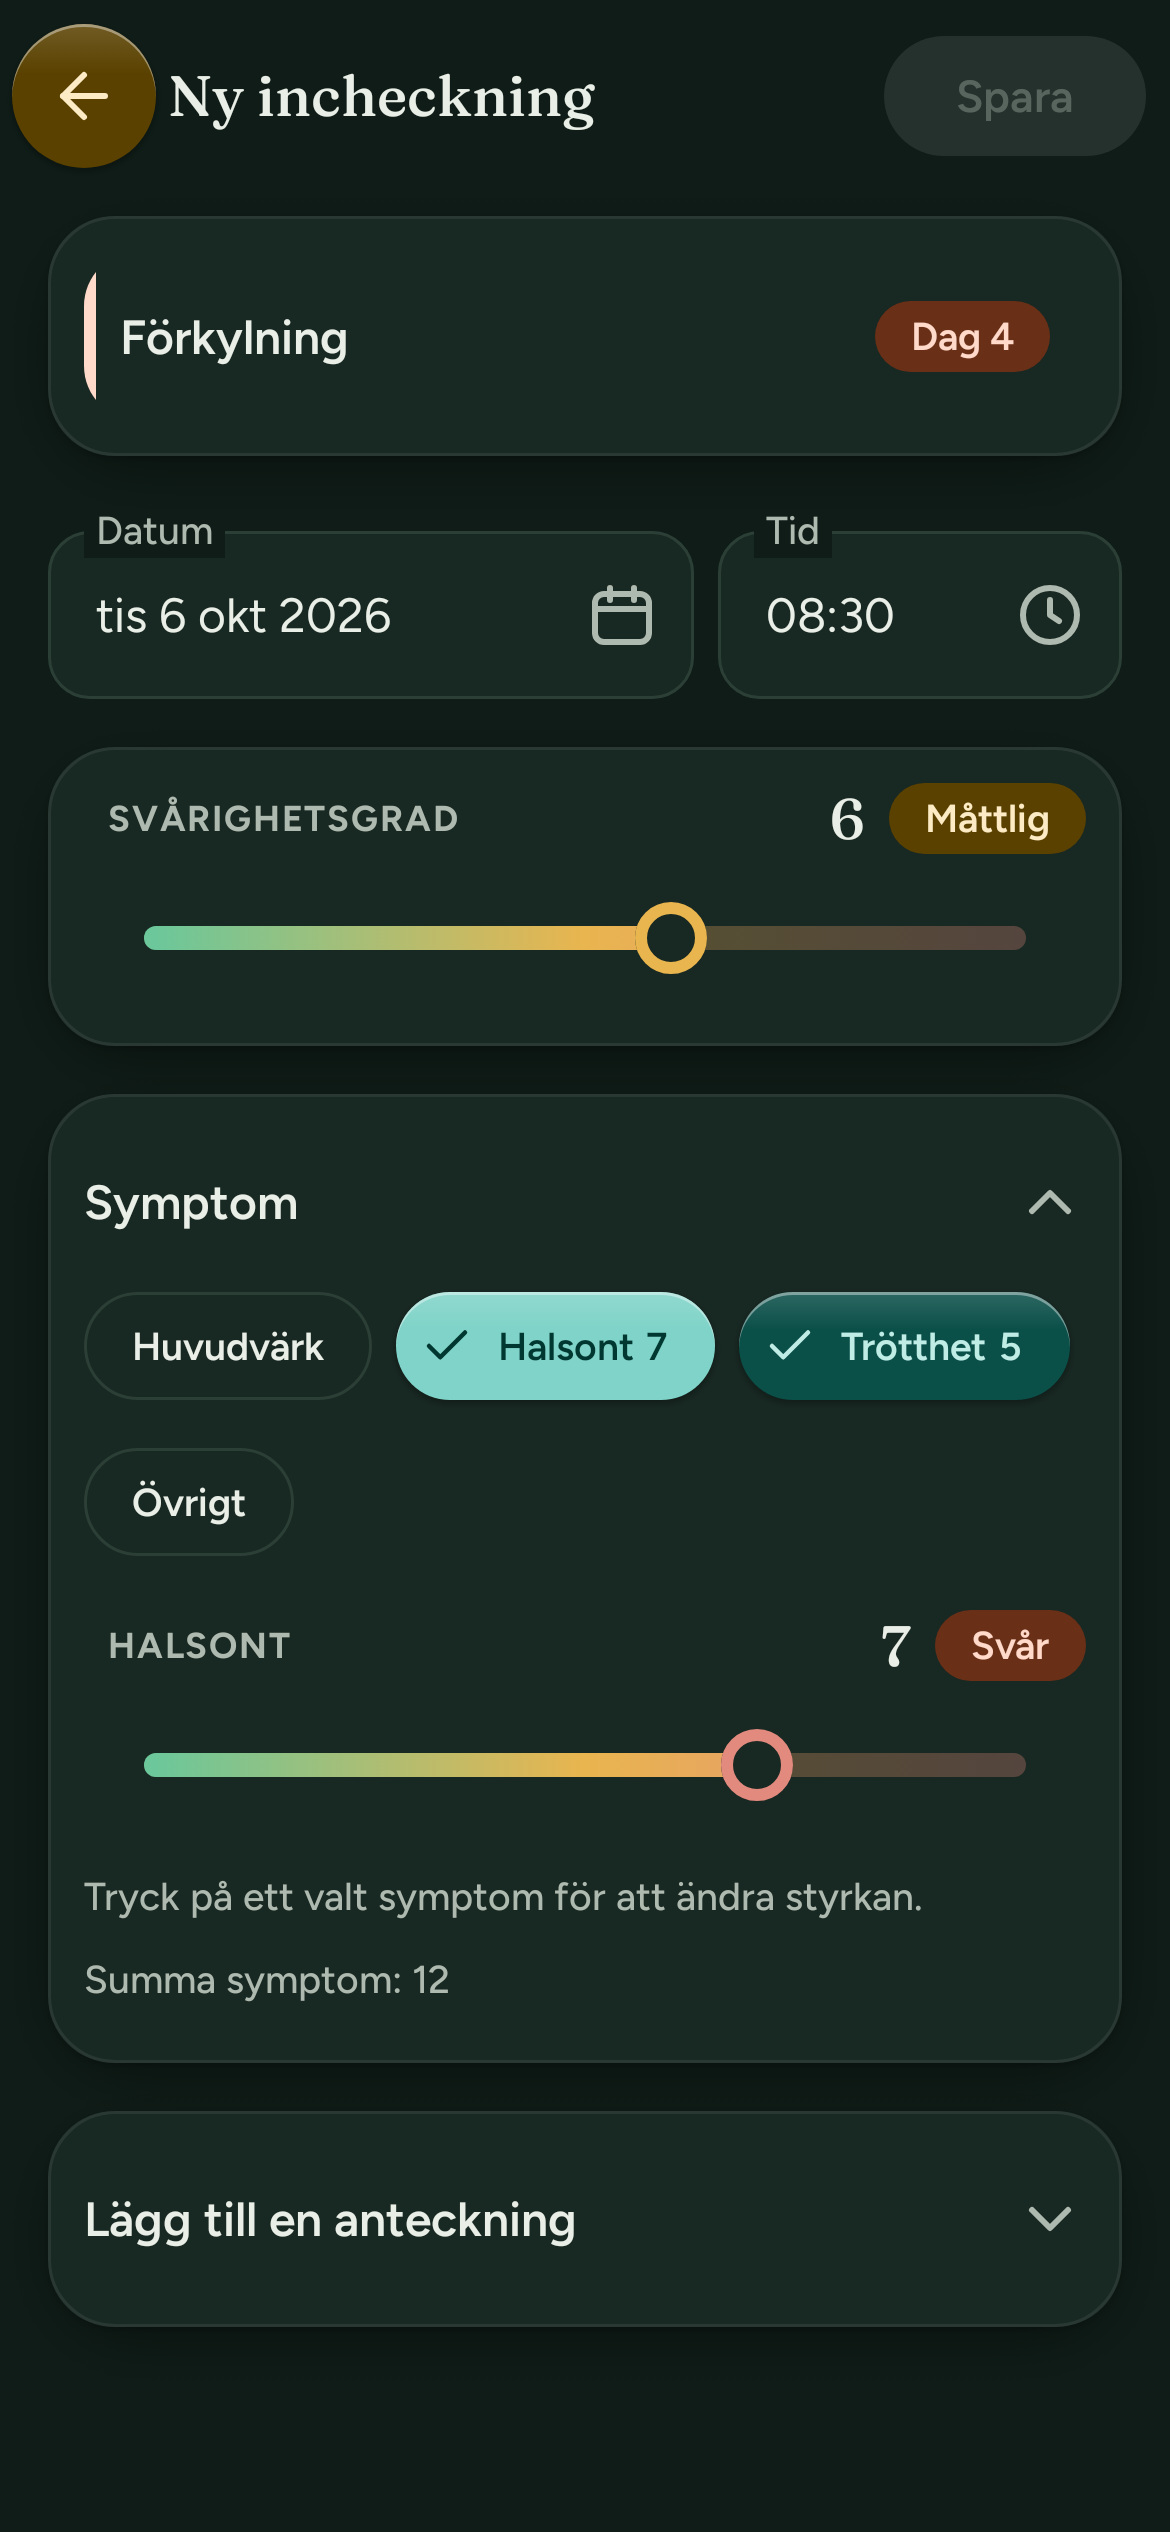 Ny incheckning
Spara
Förkylning
Dag 4
Datum
Tid
tis 6 okt 2026
08:30
SVÅRIGHETSGRAD
6
Måttlig
Symptom
Huvudvärk
Halsont 7
Trötthet 5
Övrigt
HALSONT
7
Svår
Tryck på ett valt symptom för att ändra styrkan.
Summa symptom: 12
Lägg till en anteckning